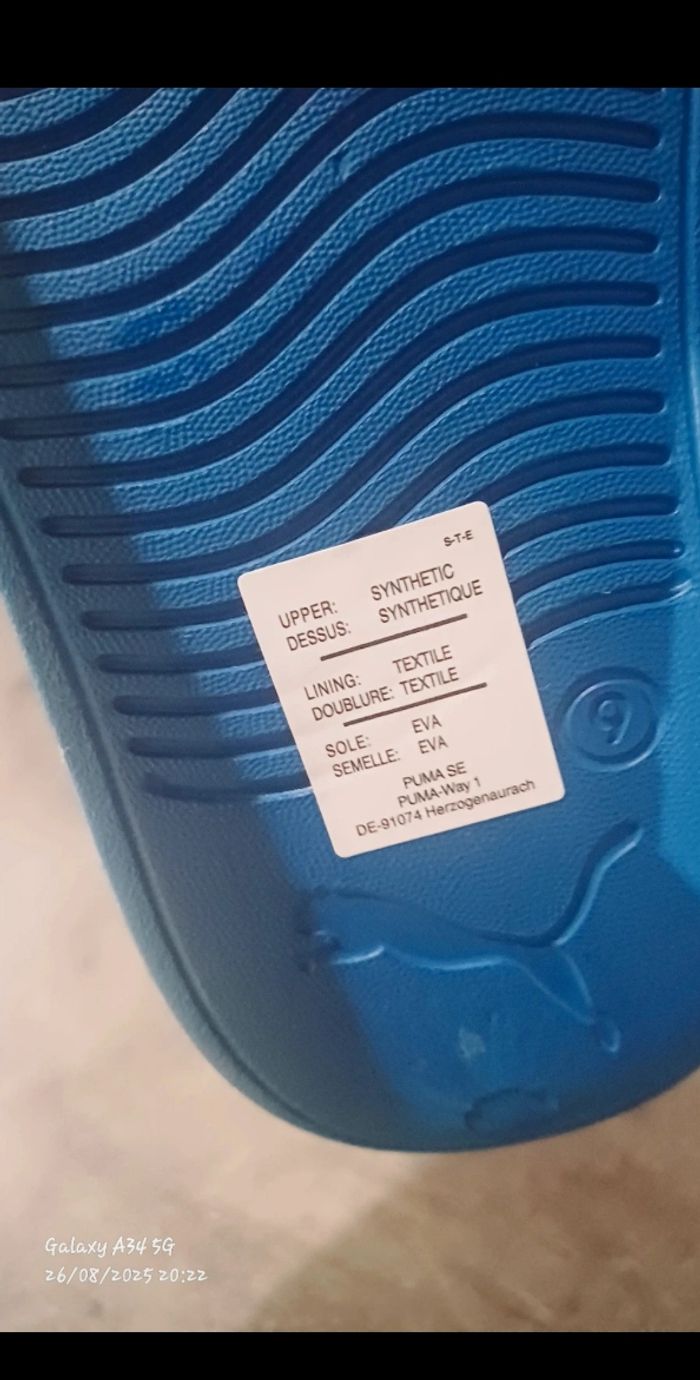 S-T-E
UPPER: SYNTHETIC
DESSUS: SYNTHETIQUE
LINING: TEXTILE
DOUBLURE: TEXTILE
SOLE: EVA
SEMELLE: EVA
PUMA SE
PUMA-Way 1
DE-91074 Herzogenaurach
9
Galaxy A34 5G
26/08/2025 20:22